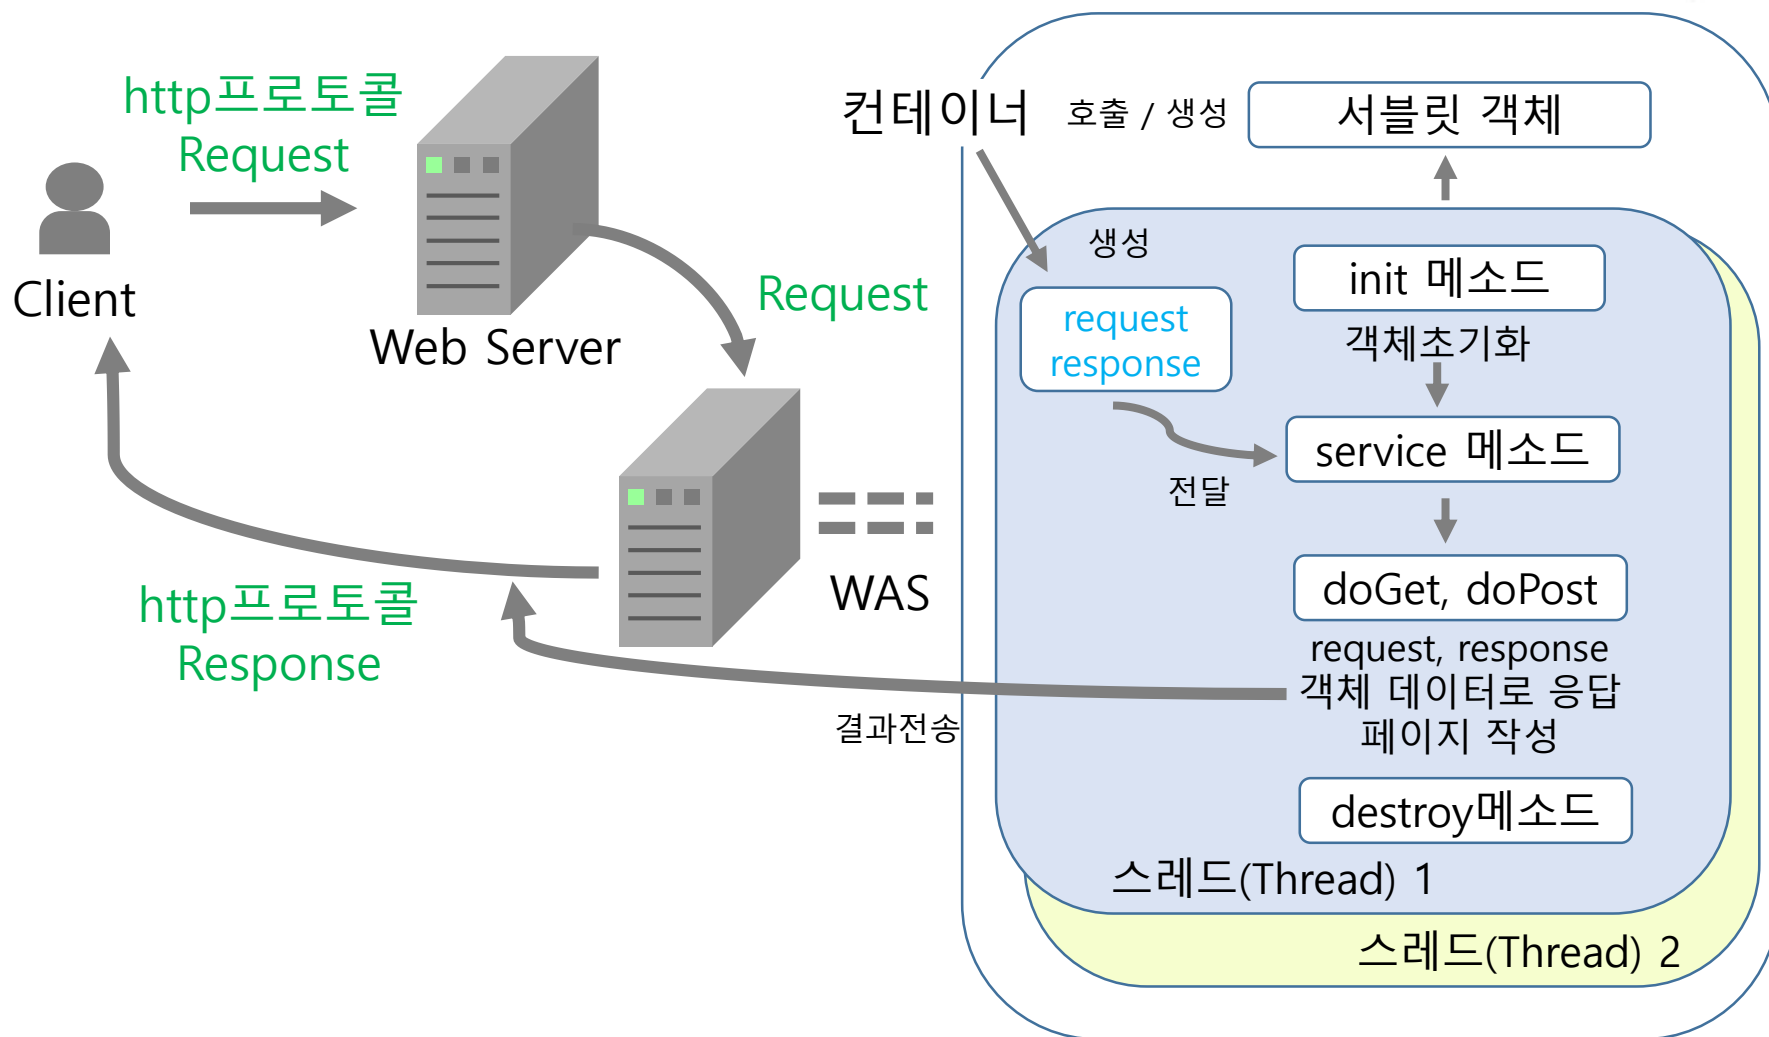 http프로토콜
Request
Client
Web Server
Request
WAS
http프로토콜
Response
결과전송
컨테이너
호출 / 생성
서블릿 객체
생성
request
response
전달
init 메소드
객체초기화
service 메소드
doGet, doPost
request, response
객체 데이터로 응답
페이지 작성
destroy메소드
스레드(Thread) 1
스레드(Thread) 2